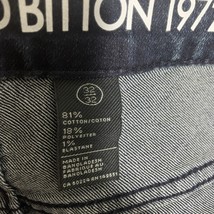 D BITTON 1972
32
32
81%
COTTON/COTON
18%
POLYESTER
1%
ELASTANE
MADE IN
BANGLADESH
FABRIQUÉ AU
BANGLADESH